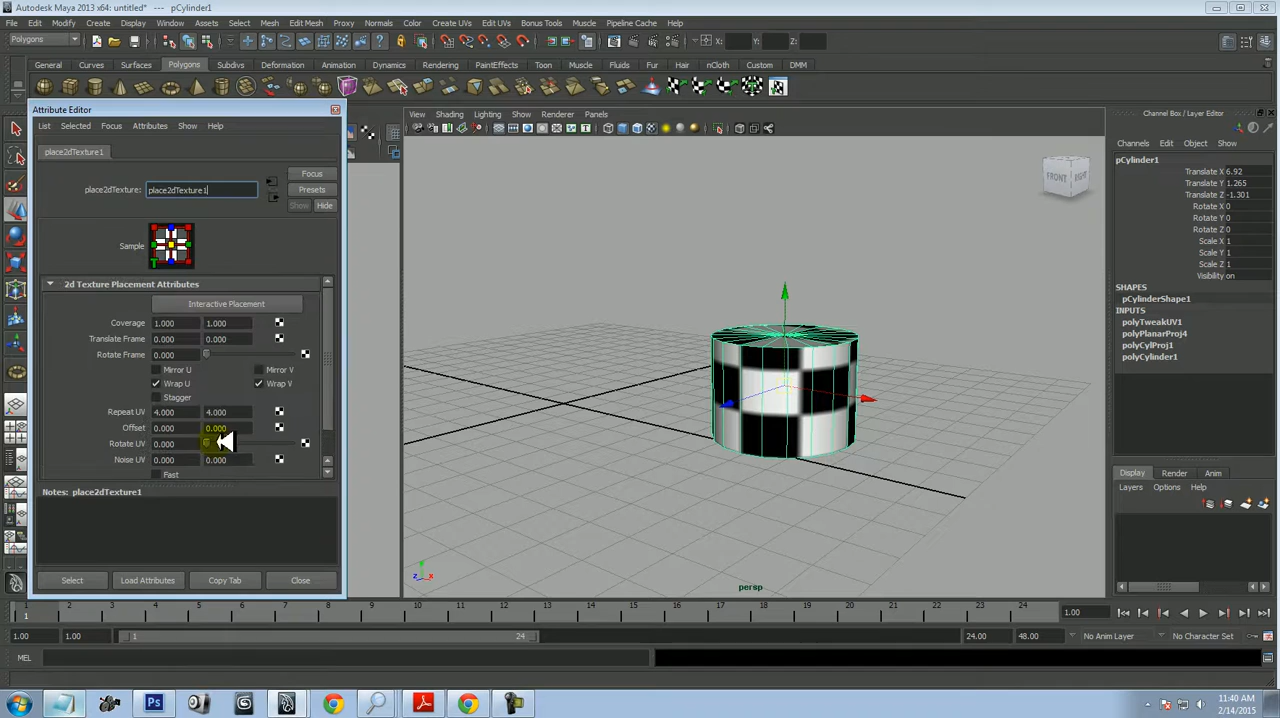 Autodesk Maya 2013 x64: untitled* --- pCylinder1
File Edit Modify Create Display Window Assets Select Mesh Edit Mesh Proxy Normals Color Create UVs Edit UVs Bonus Tools Muscle Pipeline Cache Help
Polygons X: Y: Z:
General Curves Surfaces Polygons Subdivs Deformation Animation Dynamics Rendering PaintEffects Toon Muscle Fluids Fur Hair nCloth Custom DMM
Attribute Editor
List Selected Focus Attributes Show Help
place2dTexture1
place2dTexture: place2dTexture1
Focus
Presets
Show Hide
Sample
2d Texture Placement Attributes
Interactive Placement
Coverage 1.000 1.000
Translate Frame 0.000 0.000
Rotate Frame 0.000
Mirror U Mirror V
Wrap U Wrap V
Stagger
Repeat UV 4.000 4.000
Offset 0.000 0.000
Rotate UV 0.000
Noise UV 0.000 0.000
Fast
Notes: place2dTexture1
Select Load Attributes Copy Tab Close
View Shading Lighting Show Renderer Panels
FRONT RIGHT
persp
Y
Z X
Channel Box / Layer Editor
Channels Edit Object Show
pCylinder1
Translate X 6.92
Translate Y 1.265
Translate Z -1.301
Rotate X 0
Rotate Y 0
Rotate Z 0
Scale X 1
Scale Y 1
Scale Z 1
Visibility on
SHAPES
pCylinderShape1
INPUTS
polyTweakUV1
polyPlanarProj4
polyCylProj1
polyCylinder1
Display Render Anim
Layers Options Help
1 2 3 4 5 6 7 8 9 10 11 12 13 14 15 16 17 18 19 20 21 22 23 24
1 1.00
1.00 1.00 1 24 24.00 48.00 No Anim Layer No Character Set
MEL
Ps
11:40 AM
2/14/2015